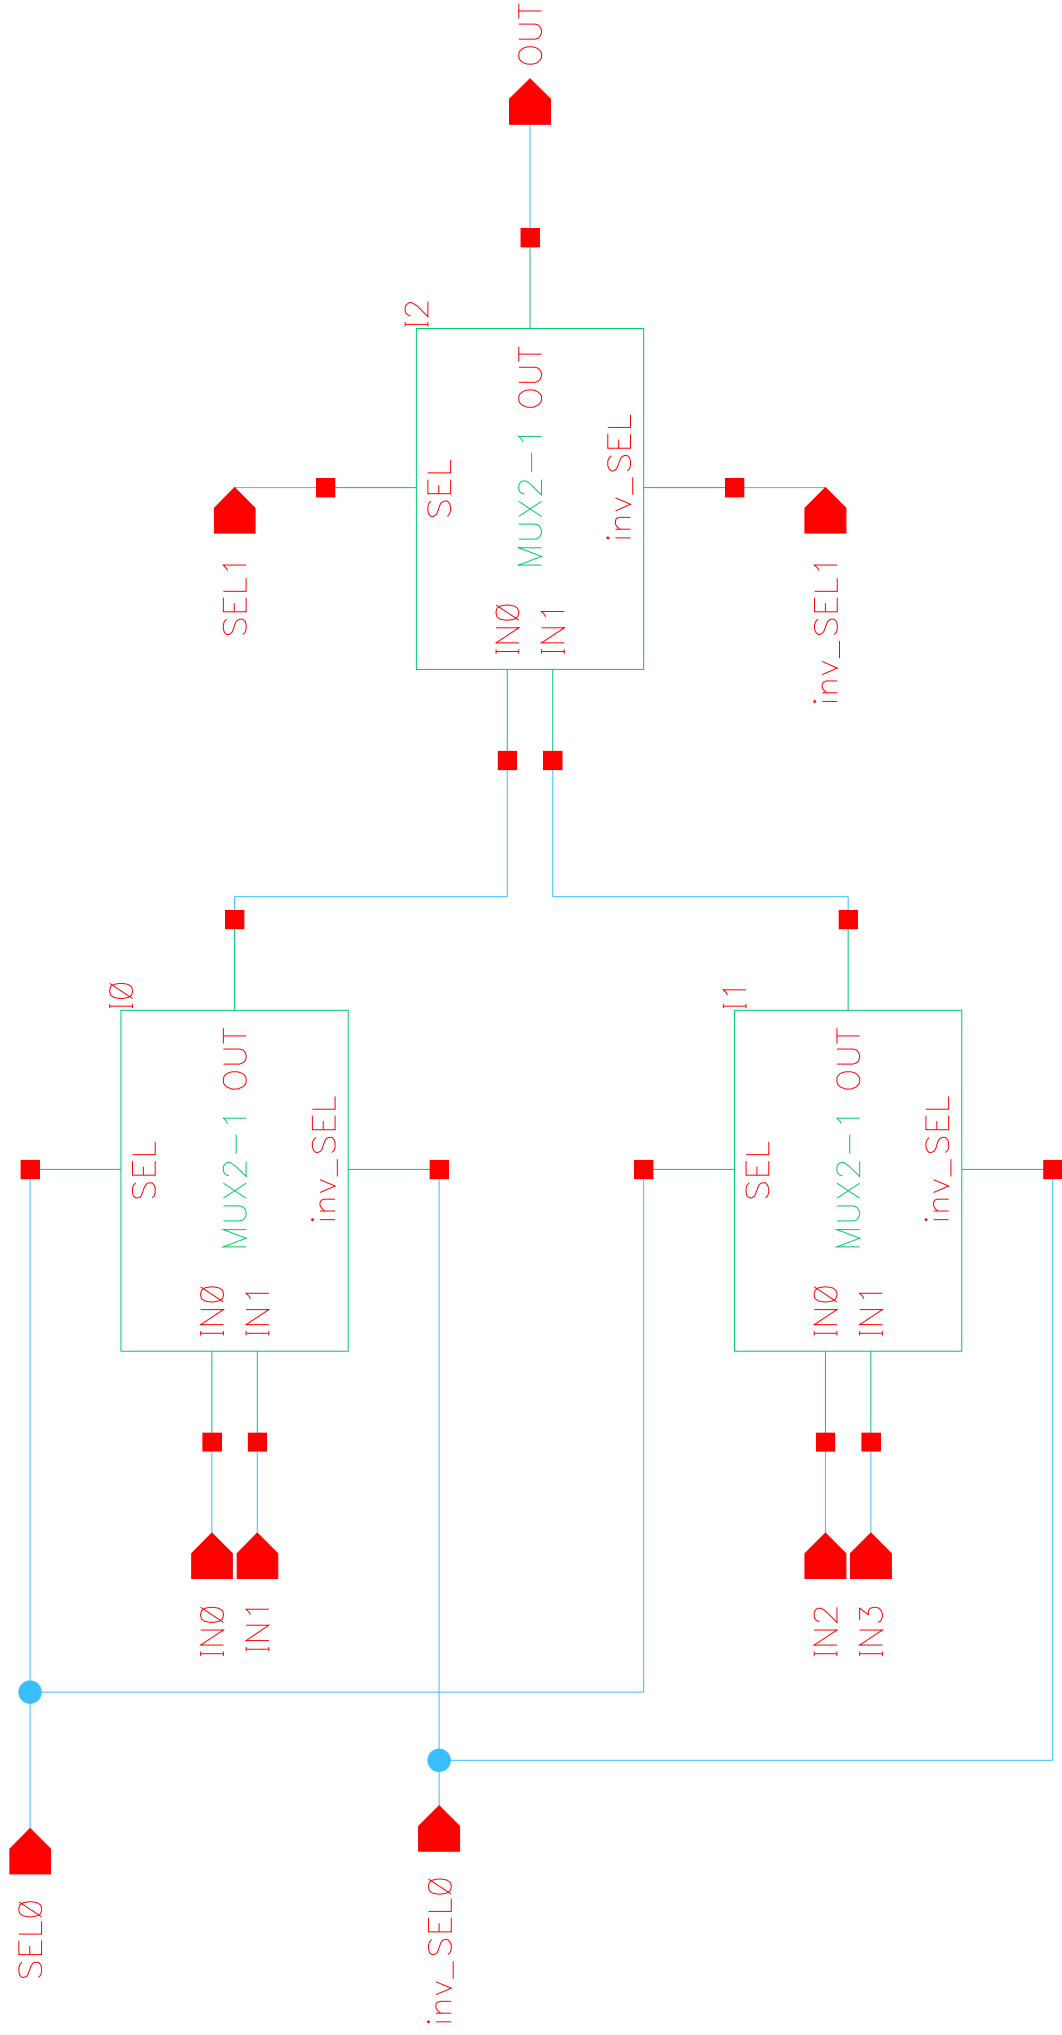 SEL0
inv_SEL0
IN0
IN1
I0
SEL
IN0
IN1
MUX2-1
OUT
inv_SEL
IN2
IN3
I1
SEL
IN0
IN1
MUX2-1
OUT
inv_SEL
SEL1
I2
SEL
IN0
IN1
MUX2-1
OUT
inv_SEL
inv_SEL1
OUT